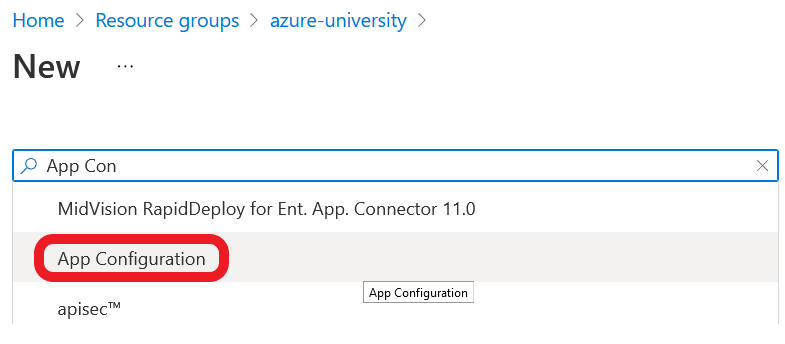 Home > Resource groups > azure-university >
New ...
App Con
MidVision RapidDeploy for Ent. App. Connector 11.0
App Configuration
App Configuration
apisec™